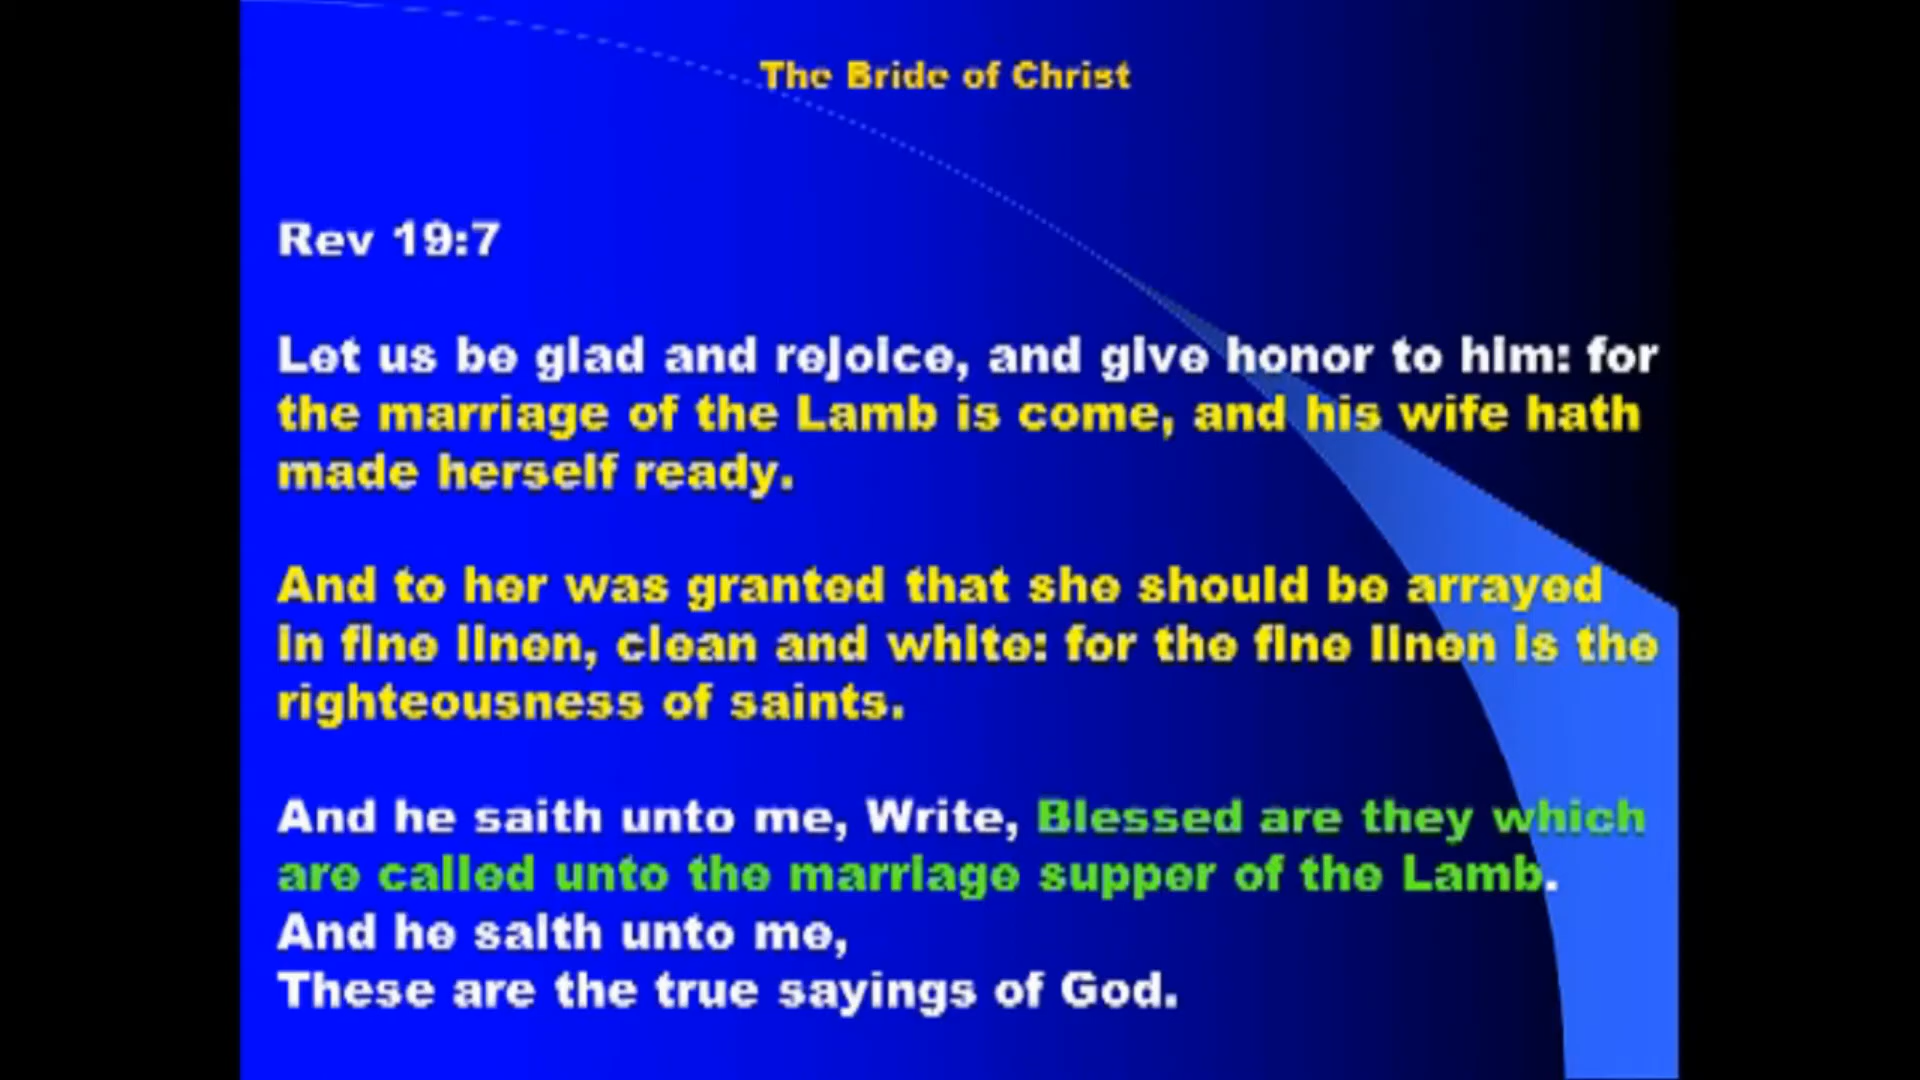 The Bride of Christ
Rev 19:7
Let us be glad and rejoice, and give honor to him: for
the marriage of the Lamb is come, and his wife hath
made herself ready.
And to her was granted that she should be arrayed
in fine linen, clean and white: for the fine linen is the
righteousness of saints.
And he saith unto me, Write, Blessed are they which
are called unto the marriage supper of the Lamb.
And he saith unto me,
These are the true sayings of God.